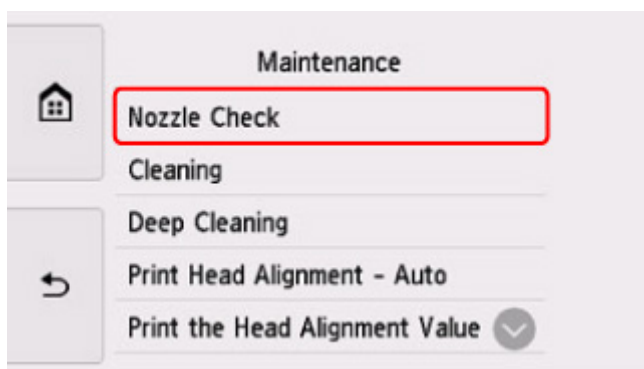 Maintenance
Nozzle Check
Cleaning
Deep Cleaning
Print Head Alignment - Auto
Print the Head Alignment Value